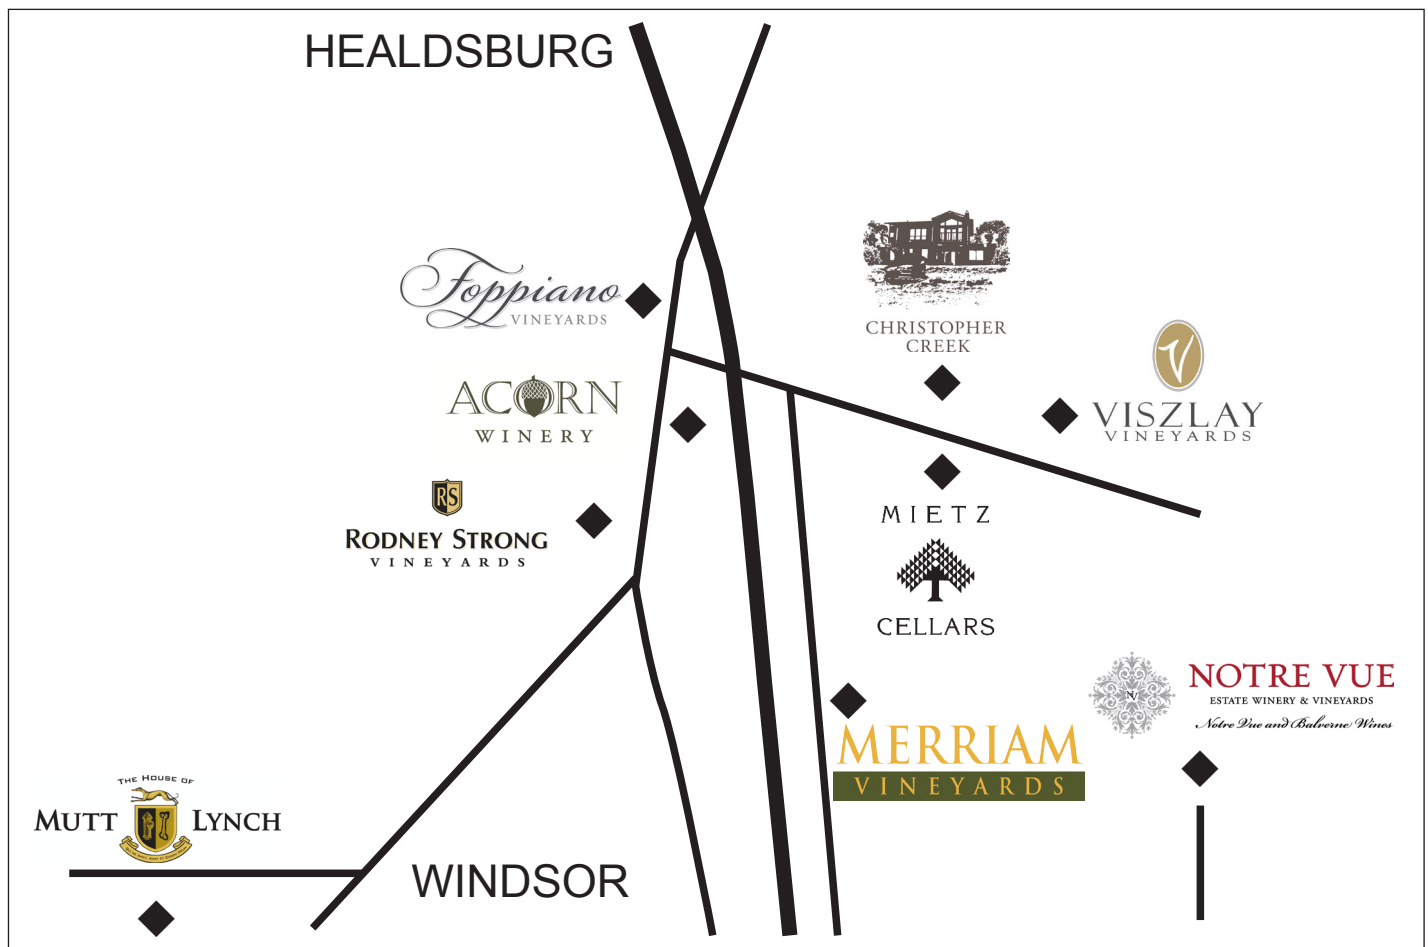 HEALDSBURG
Foppiano
VINEYARDS
CHRISTOPHER
CREEK
V
VISZLAY
VINEYARDS
ACORN
WINERY
RS
RODNEY STRONG
VINEYARDS
MIETZ
CELLARS
NV
NOTRE VUE
ESTATE WINERY & VINEYARDS
Notre Vue and Balverne Wines
MERRIAM
VINEYARDS
THE HOUSE OF
MUTT LYNCH
WINDSOR